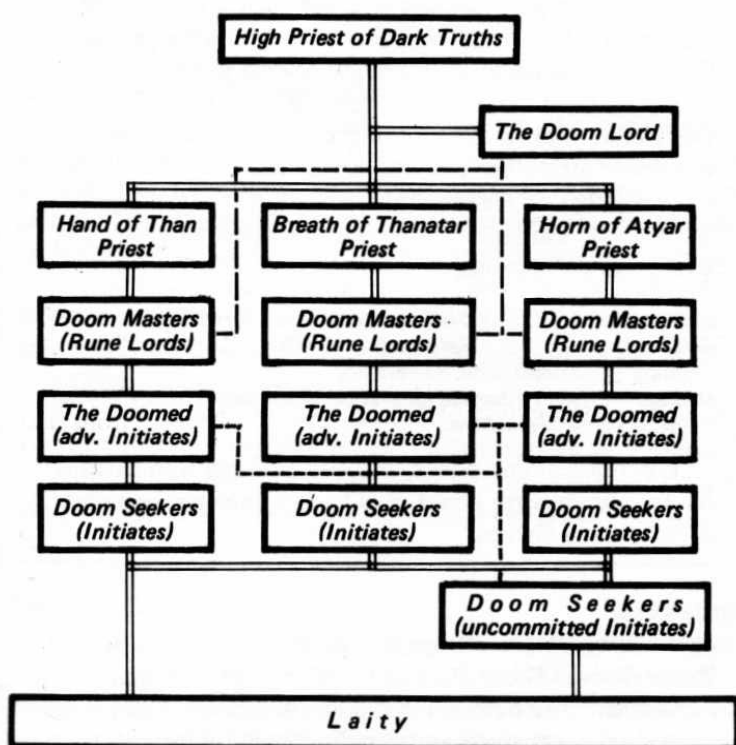 High Priest of Dark Truths
The Doom Lord
Hand of Than
Priest
Breath of Thanatar
Priest
Horn of Atyar
Priest
Doom Masters
(Rune Lords)
Doom Masters
(Rune Lords)
Doom Masters
(Rune Lords)
The Doomed
(adv. Initiates)
The Doomed
(adv. Initiates)
The Doomed
(adv. Initiates)
Doom Seekers
(Initiates)
Doom Seekers
(Initiates)
Doom Seekers
(Initiates)
Doom Seekers
(uncommitted Initiates)
Laity